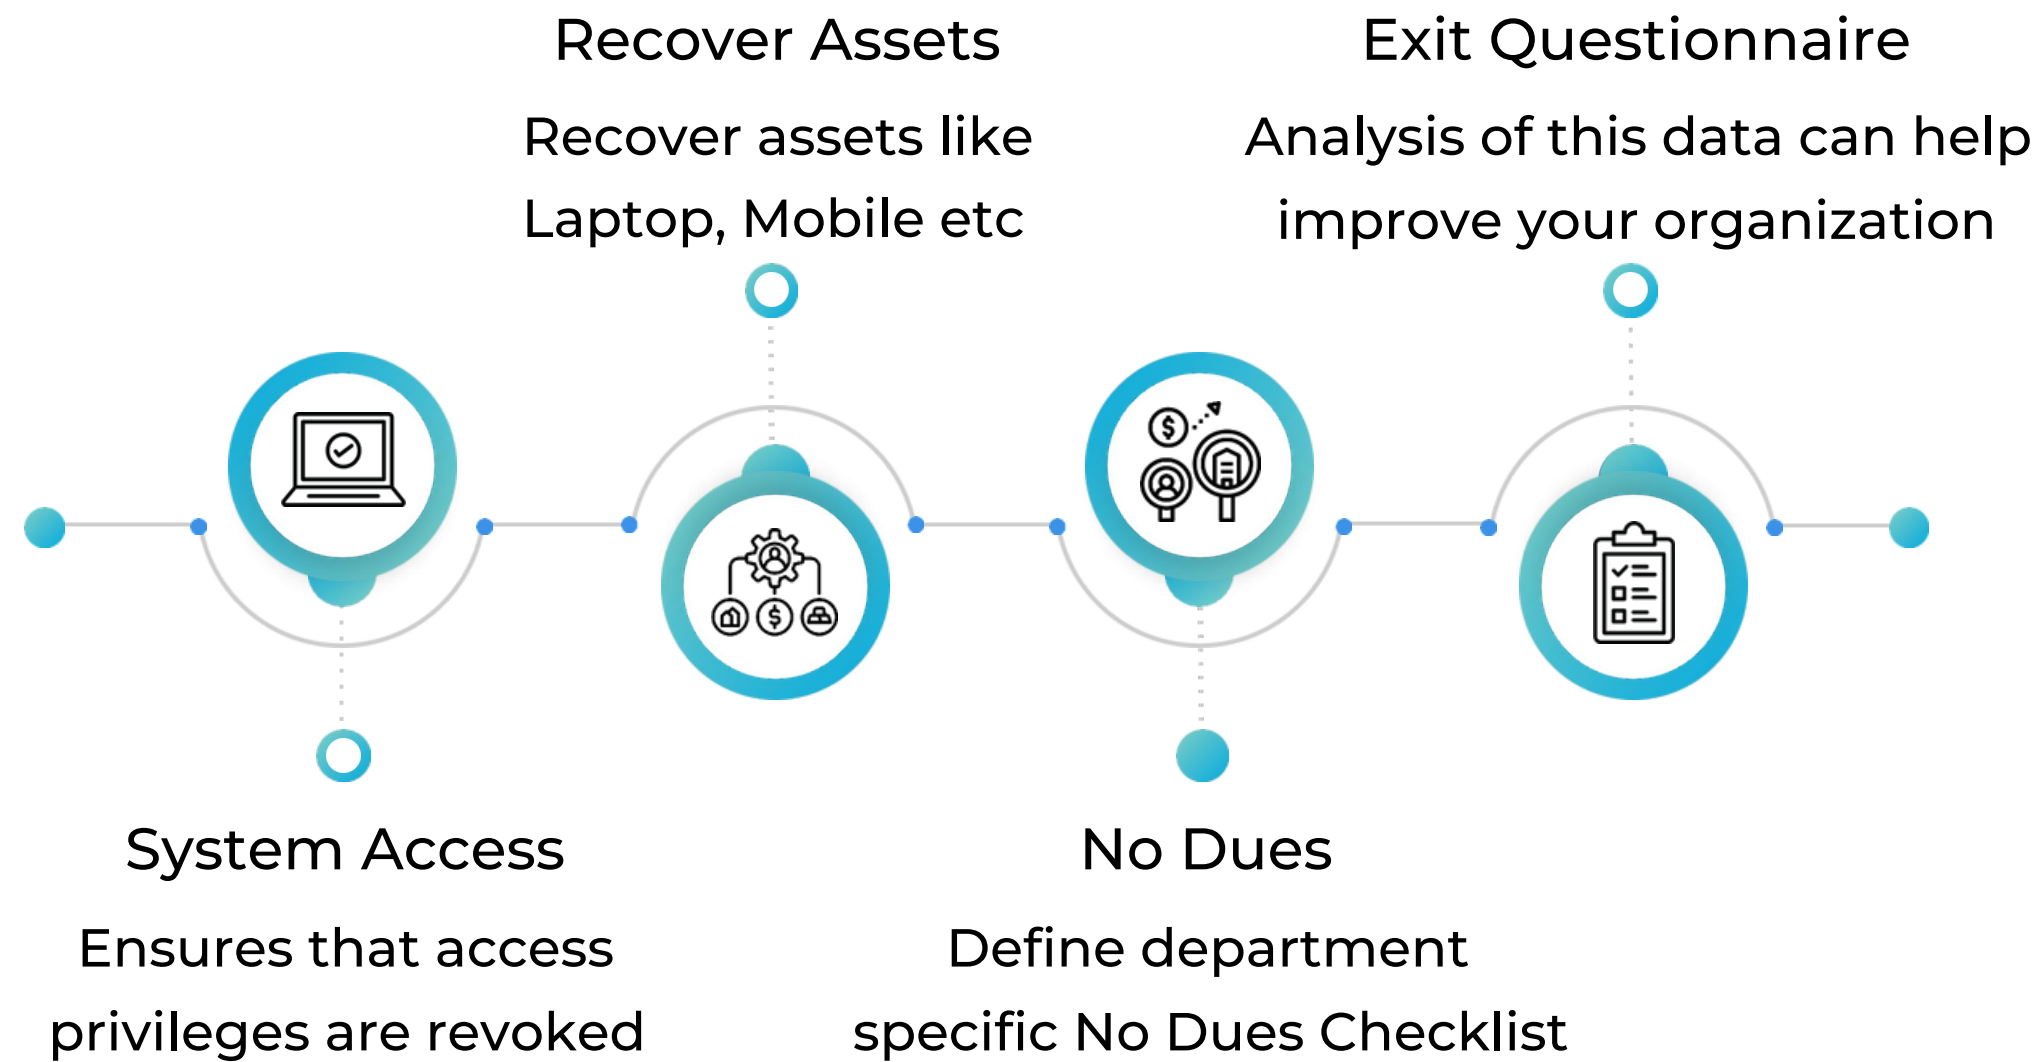 Recover Assets
Recover assets like
Laptop, Mobile etc
Exit Questionnaire
Analysis of this data can help
improve your organization
$
$
System Access
Ensures that access
privileges are revoked
No Dues
Define department
specific No Dues Checklist